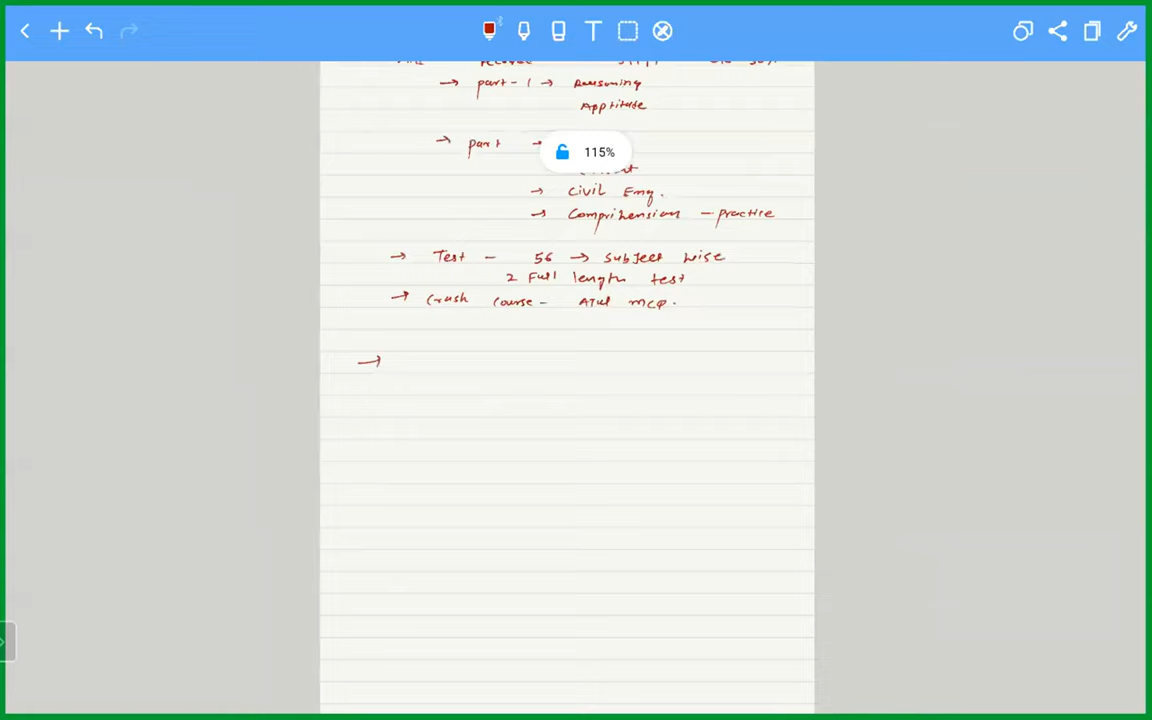 → part - 1 → Reasoning
Apptitude
→ part →
115%
→ Civil Eng.
→ Comprihension - practice
→ Test - 56 → Subject wise
2 Full length test
→ Crash Course - Atul MCQ.
→